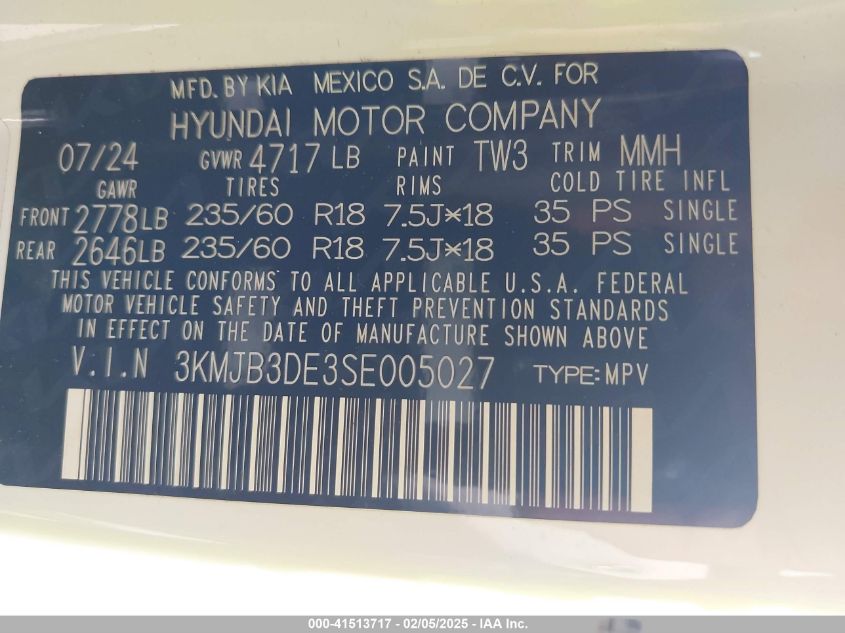 MFD. BY KIA MEXICO S.A. DE C.V. FOR
HYUNDAI MOTOR COMPANY
07/24 GVWR 4717 LB PAINT TW3 TRIM MMH
GAWR TIRES RIMS COLD TIRE INFL
FRONT 2778LB 235/60 R18 7.5J×18 35 PS SINGLE
REAR 2646LB 235/60 R18 7.5J×18 35 PS SINGLE
THIS VEHICLE CONFORMS TO ALL APPLICABLE U.S.A. FEDERAL
MOTOR VEHICLE SAFETY AND THEFT PREVENTION STANDARDS
IN EFFECT ON THE DATE OF MANUFACTURE SHOWN ABOVE
V.I.N 3KMJB3DE3SE005027 TYPE:MPV
000-41513717 - 02/05/2025 - IAA Inc.